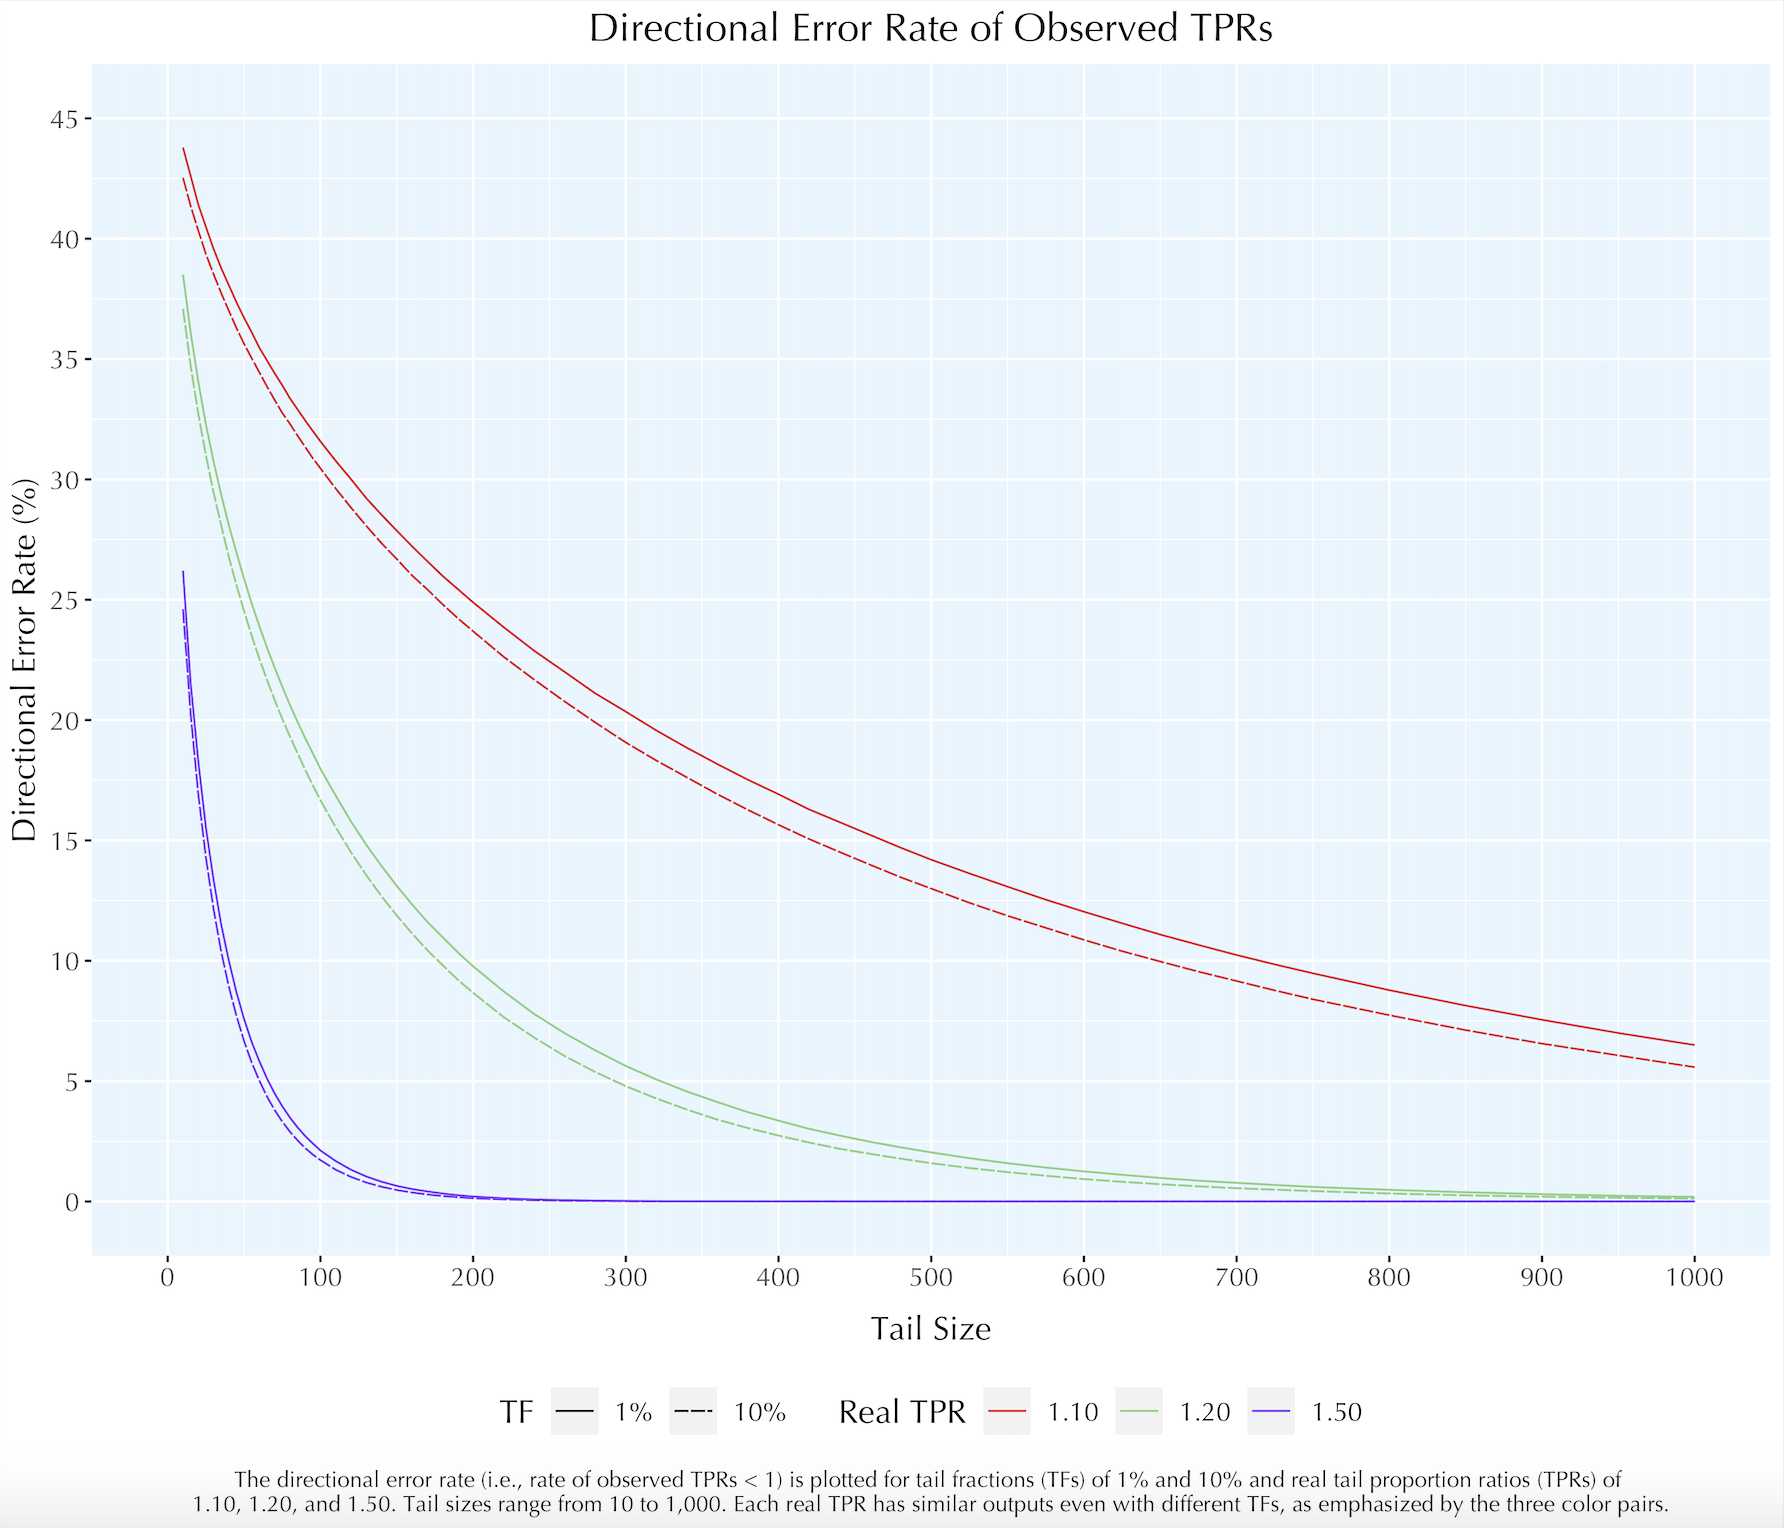 Directional Error Rate of Observed TPRs
45
40
35
30
25
20
15
10
5
0
Directional Error Rate (%)
0 100 200 300 400 500 600 700 800 900 1000
Tail Size
TF 1% 10% Real TPR 1.10 1.20 1.50
The directional error rate (i.e., rate of observed TPRs < 1) is plotted for tail fractions (TFs) of 1% and 10% and real tail proportion ratios (TPRs) of
1.10, 1.20, and 1.50. Tail sizes range from 10 to 1,000. Each real TPR has similar outputs even with different TFs, as emphasized by the three color pairs.